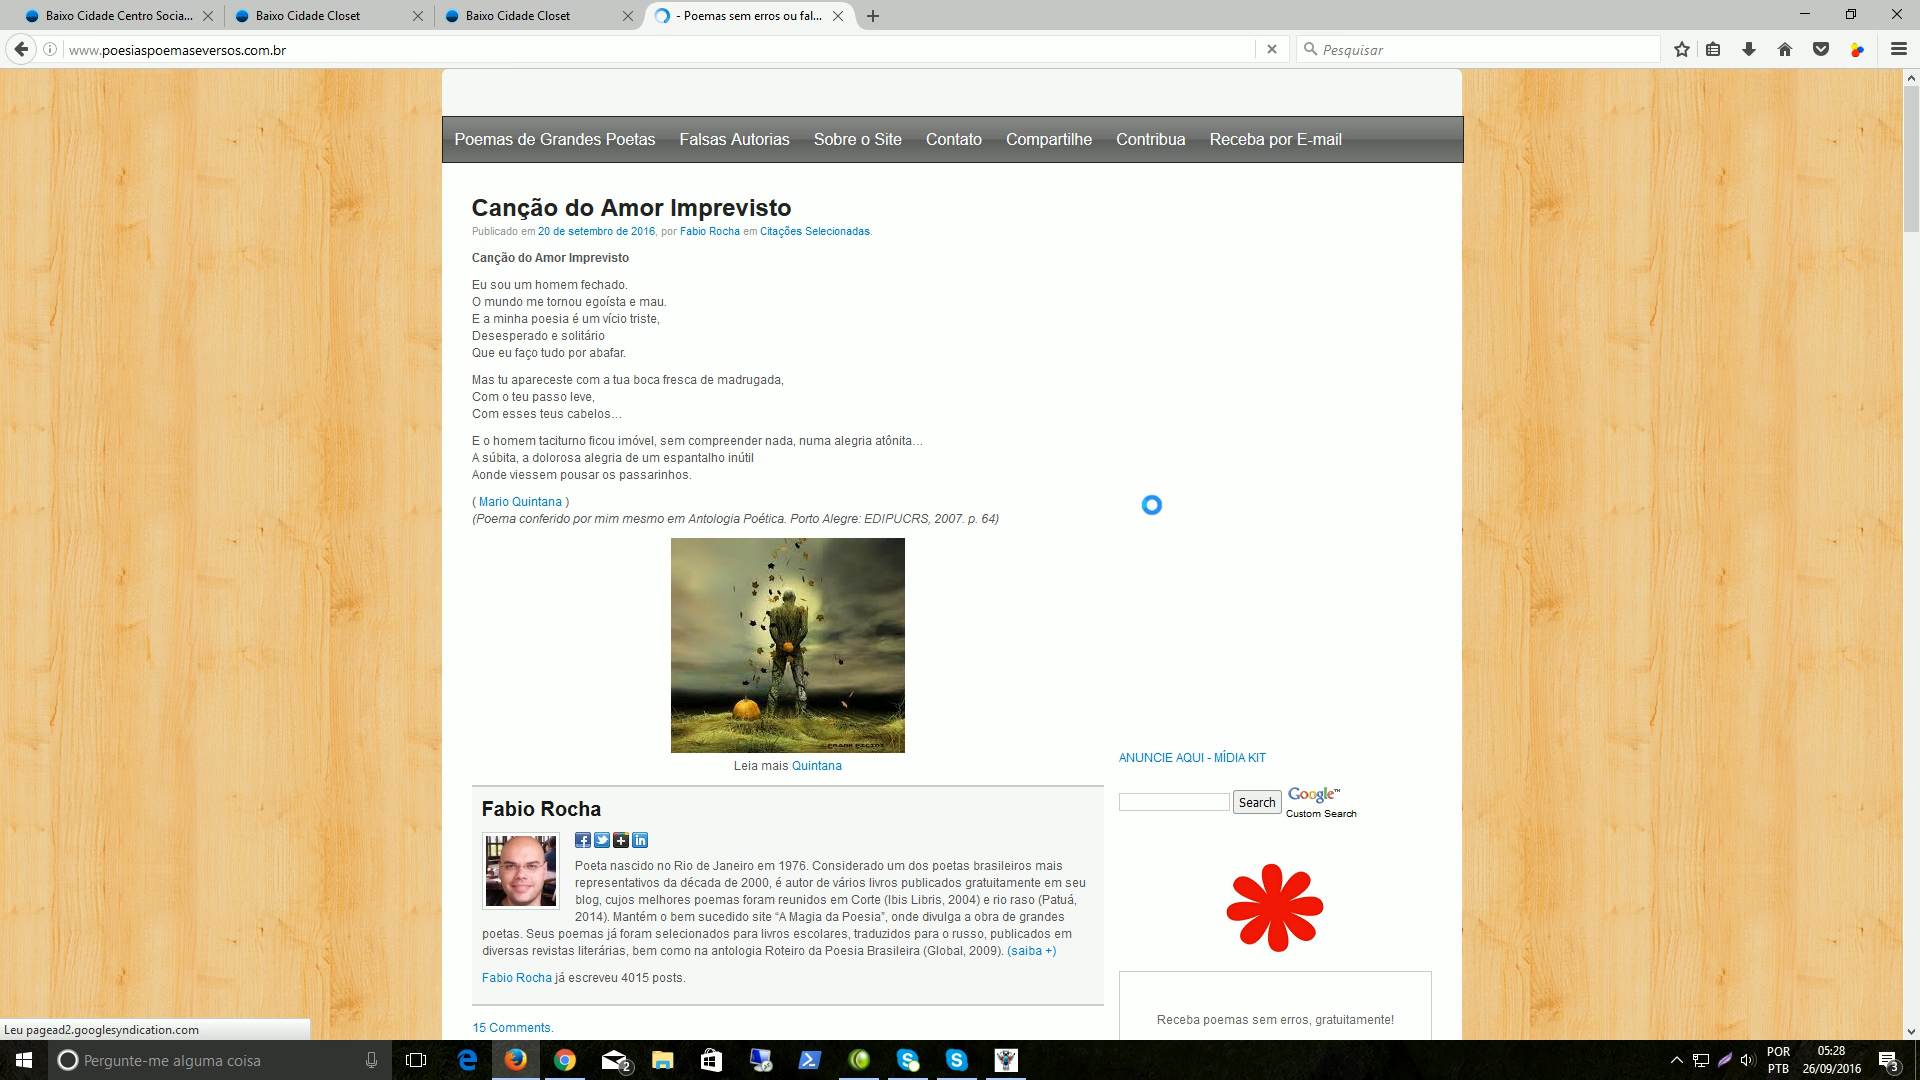 Baixo Cidade Centro Socia...
Baixo Cidade Closet
Baixo Cidade Closet
- Poemas sem erros ou fal...
www.poesiaspoemaseversos.com.br
Pesquisar
Poemas de Grandes Poetas
Falsas Autorias
Sobre o Site
Contato
Compartilhe
Contribua
Receba por E-mail
Canção do Amor Imprevisto
Publicado em 20 de setembro de 2016, por Fabio Rocha em Citações Selecionadas.
Canção do Amor Imprevisto
Eu sou um homem fechado.
O mundo me tornou egoísta e mau.
E a minha poesia é um vício triste,
Desesperado e solitário
Que eu faço tudo por abafar.
Mas tu apareceste com a tua boca fresca de madrugada,
Com o teu passo leve,
Com esses teus cabelos…
E o homem taciturno ficou imóvel, sem compreender nada, numa alegria atônita…
A súbita, a dolorosa alegria de um espantalho inútil
Aonde viessem pousar os passarinhos.
( Mario Quintana )
(Poema conferido por mim mesmo em Antologia Poética. Porto Alegre: EDIPUCRS, 2007. p. 64)
Leia mais Quintana
Fabio Rocha
Poeta nascido no Rio de Janeiro em 1976. Considerado um dos poetas brasileiros mais
representativos da década de 2000, é autor de vários livros publicados gratuitamente em seu
blog, cujos melhores poemas foram reunidos em Corte (Ibis Libris, 2004) e rio raso (Patuá,
2014). Mantém o bem sucedido site “A Magia da Poesia”, onde divulga a obra de grandes
poetas. Seus poemas já foram selecionados para livros escolares, traduzidos para o russo, publicados em
diversas revistas literárias, bem como na antologia Roteiro da Poesia Brasileira (Global, 2009). (saiba +)
Fabio Rocha já escreveu 4015 posts.
15 Comments.
ANUNCIE AQUI - MÍDIA KIT
Search
Google™
Custom Search
Receba poemas sem erros, gratuitamente!
Leu pagead2.googlesyndication.com
Pergunte-me alguma coisa
2
POR
PTB
05:28
26/09/2016
3